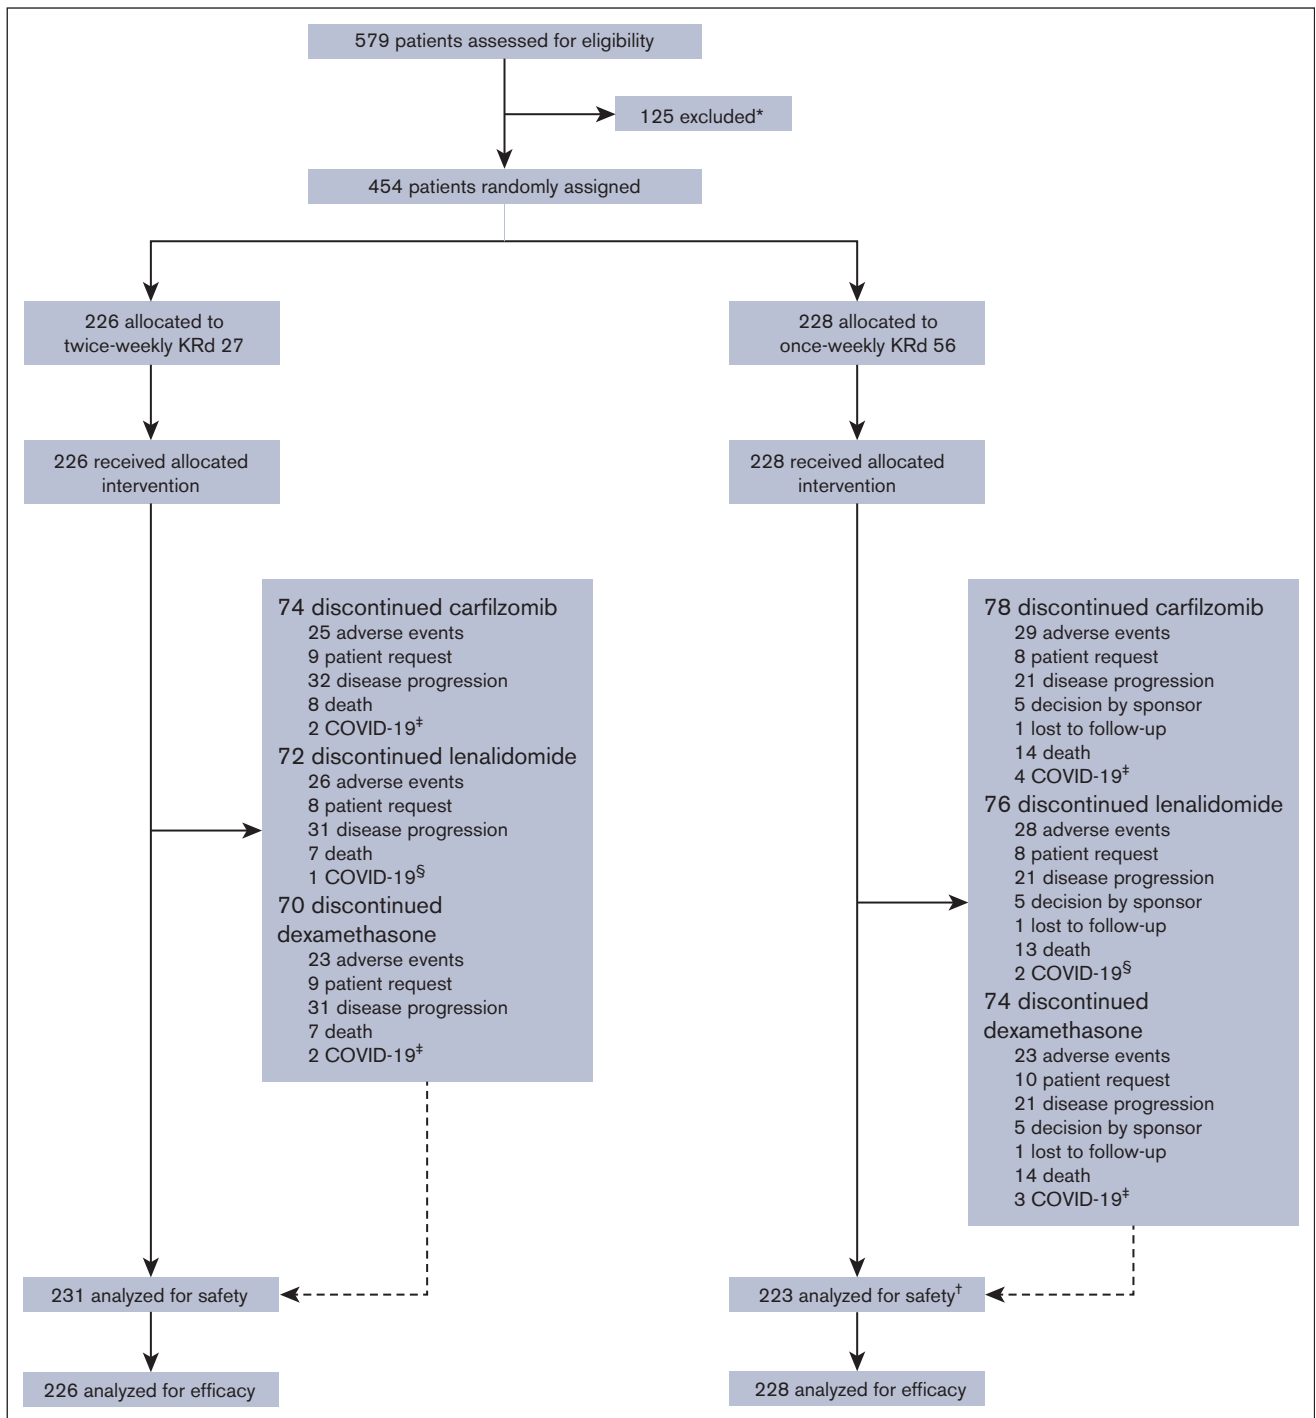 579 patients assessed for eligibility
125 excluded*
454 patients randomly assigned
226 allocated to
twice-weekly KRd 27
228 allocated to
once-weekly KRd 56
226 received allocated
intervention
228 received allocated
intervention
74 discontinued carfilzomib
25 adverse events
9 patient request
32 disease progression
8 death
2 COVID-19‡
72 discontinued lenalidomide
26 adverse events
8 patient request
31 disease progression
7 death
1 COVID-19§
70 discontinued
dexamethasone
23 adverse events
9 patient request
31 disease progression
7 death
2 COVID-19‡
78 discontinued carfilzomib
29 adverse events
8 patient request
21 disease progression
5 decision by sponsor
1 lost to follow-up
14 death
4 COVID-19‡
76 discontinued lenalidomide
28 adverse events
8 patient request
21 disease progression
5 decision by sponsor
1 lost to follow-up
13 death
2 COVID-19§
74 discontinued
dexamethasone
23 adverse events
10 patient request
21 disease progression
5 decision by sponsor
1 lost to follow-up
14 death
3 COVID-19‡
231 analyzed for safety
223 analyzed for safety†
226 analyzed for efficacy
228 analyzed for efficacy